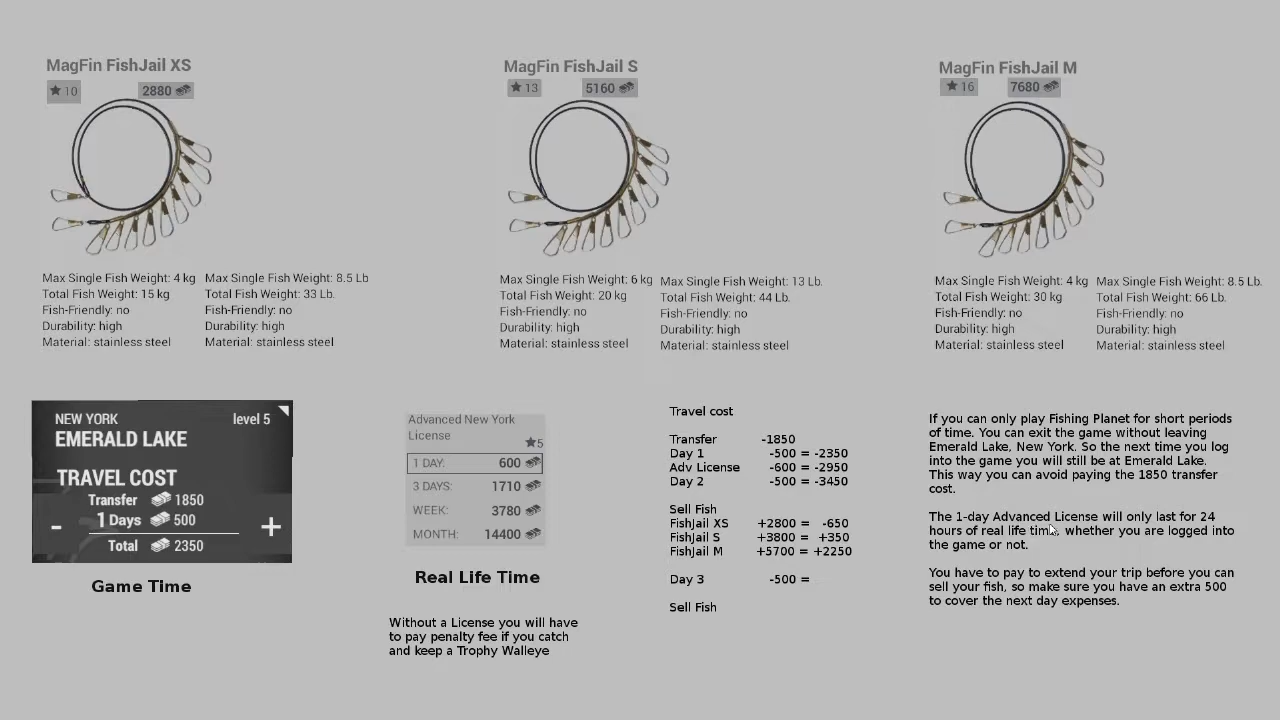 MagFin FishJail XS
10
2880
Max Single Fish Weight: 4 kg
Total Fish Weight: 15 kg
Fish-Friendly: no
Durability: high
Material: stainless steel
Max Single Fish Weight: 8.5 Lb
Total Fish Weight: 33 Lb.
Fish-Friendly: no
Durability: high
Material: stainless steel
MagFin FishJail S
13
5160
Max Single Fish Weight: 6 kg
Total Fish Weight: 20 kg
Fish-Friendly: no
Durability: high
Material: stainless steel
Max Single Fish Weight: 13 Lb.
Total Fish Weight: 44 Lb.
Fish-Friendly: no
Durability: high
Material: stainless steel
MagFin FishJail M
16
7680
Max Single Fish Weight: 4 kg
Total Fish Weight: 30 kg
Fish-Friendly: no
Durability: high
Material: stainless steel
Max Single Fish Weight: 8.5 Lb.
Total Fish Weight: 66 Lb.
Fish-Friendly: no
Durability: high
Material: stainless steel
NEW YORK level 5
EMERALD LAKE
TRAVEL COST
Transfer 1850
- 1 Days 500 +
Total 2350
Game Time
Advanced New York
License
5
1 DAY: 600
3 DAYS: 1710
WEEK: 3780
MONTH: 14400
Real Life Time
Without a License you will have
to pay penalty fee if you catch
and keep a Trophy Walleye
Travel cost
Transfer -1850
Day 1 -500 = -2350
Adv License -600 = -2950
Day 2 -500 = -3450
Sell Fish
FishJail XS +2800 = -650
FishJail S +3800 = +350
FishJail M +5700 = +2250
Day 3 -500 =
Sell Fish
If you can only play Fishing Planet for short periods
of time. You can exit the game without leaving
Emerald Lake, New York. So the next time you log
into the game you will still be at Emerald Lake.
This way you can avoid paying the 1850 transfer
cost.
The 1-day Advanced License will only last for 24
hours of real life time, whether you are logged into
the game or not.
You have to pay to extend your trip before you can
sell your fish, so make sure you have an extra 500
to cover the next day expenses.